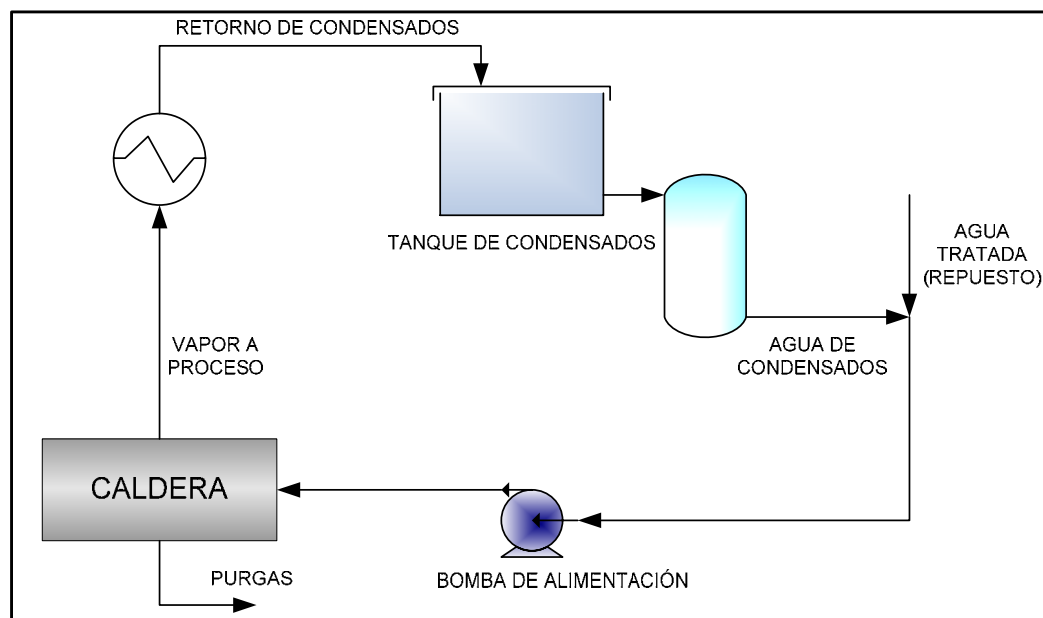 RETORNO DE CONDENSADOS
TANQUE DE CONDENSADOS
AGUA
TRATADA
(REPUESTO)
VAPOR A
PROCESO
AGUA DE
CONDENSADOS
CALDERA
PURGAS
BOMBA DE ALIMENTACIÓN